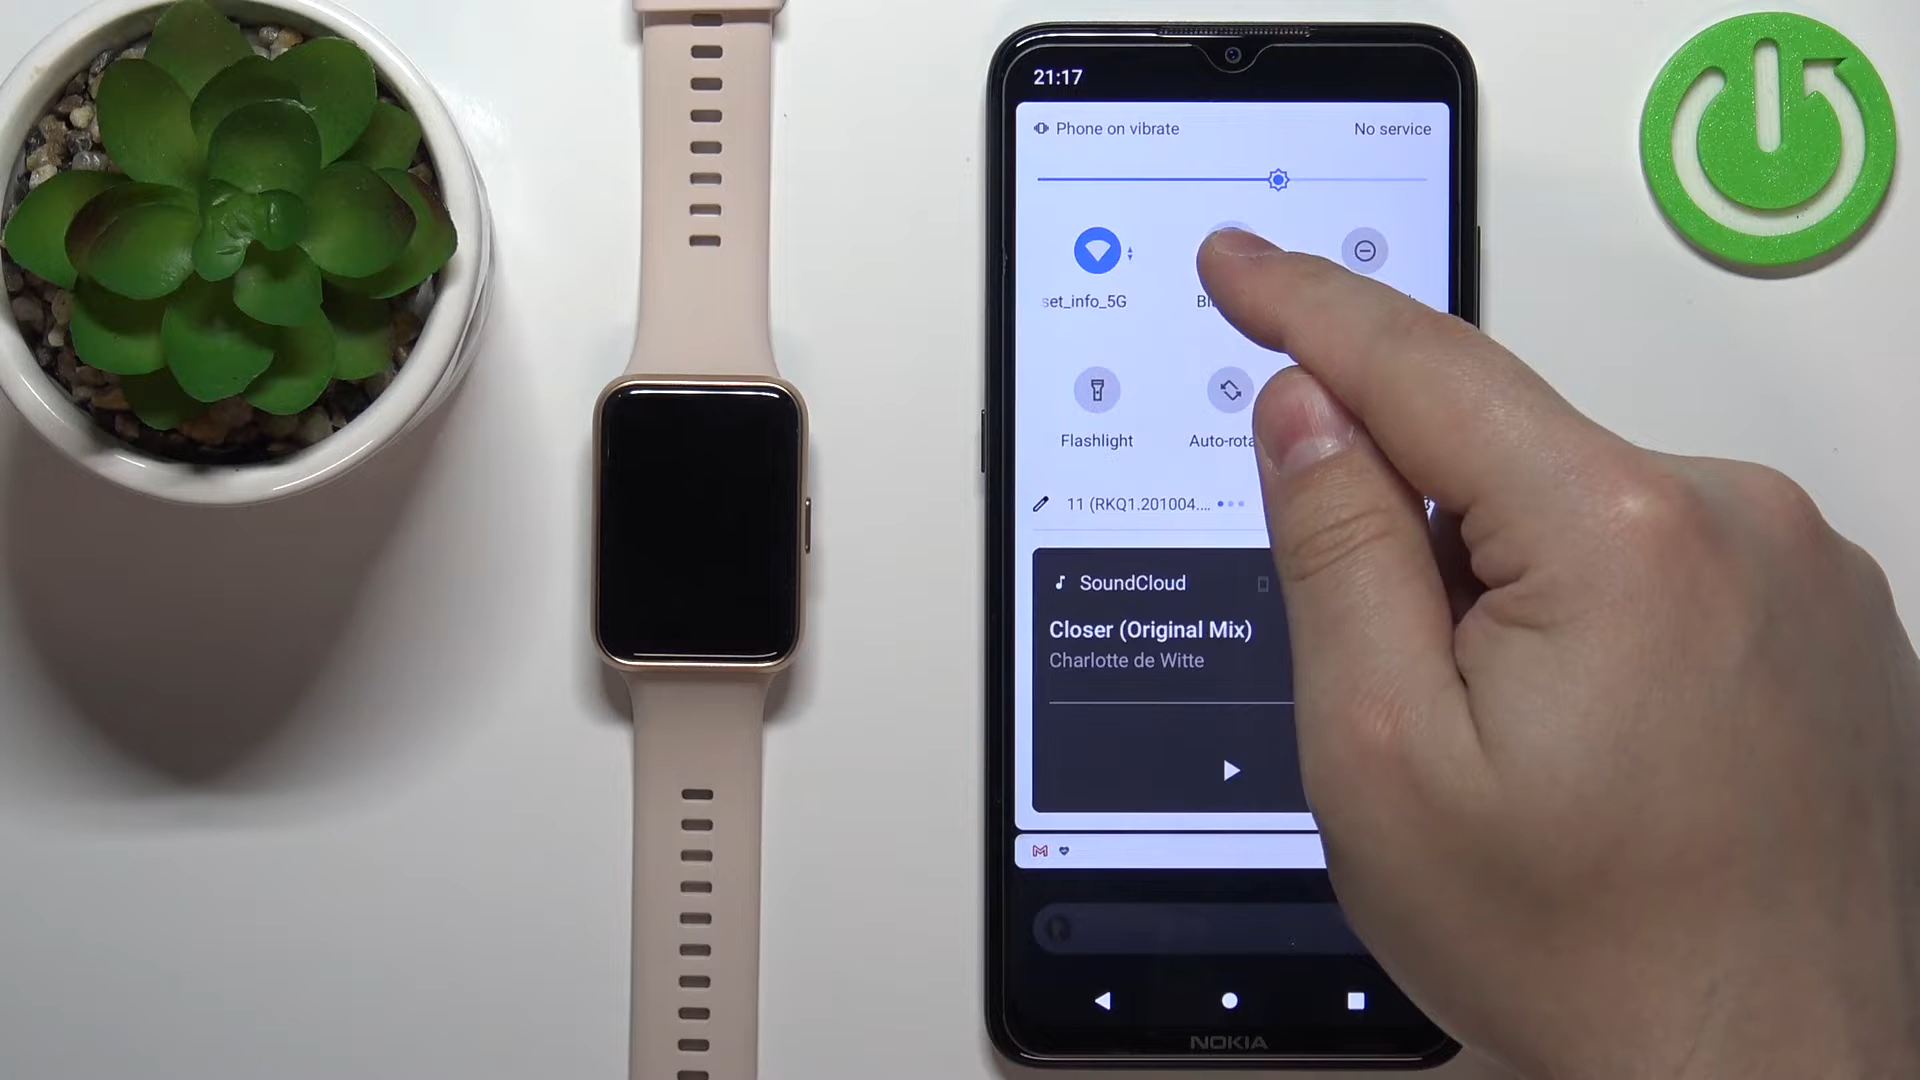 21:17
Phone on vibrate No service
set_info_5G
Flashlight
11 (RKQ1.201004....
SoundCloud
Closer (Original Mix)
Charlotte de Witte
NOKIA